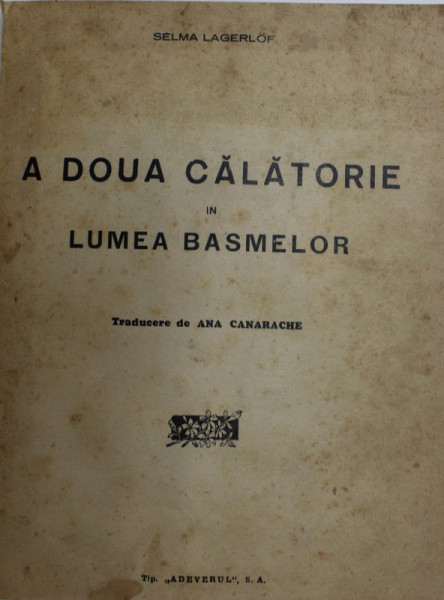 SELMA LAGERLÖF
A DOUA CĂLĂTORIE
IN
LUMEA BASMELOR
Traducere de ANA CANARACHE
Tip. „ADEVERUL", S. A.